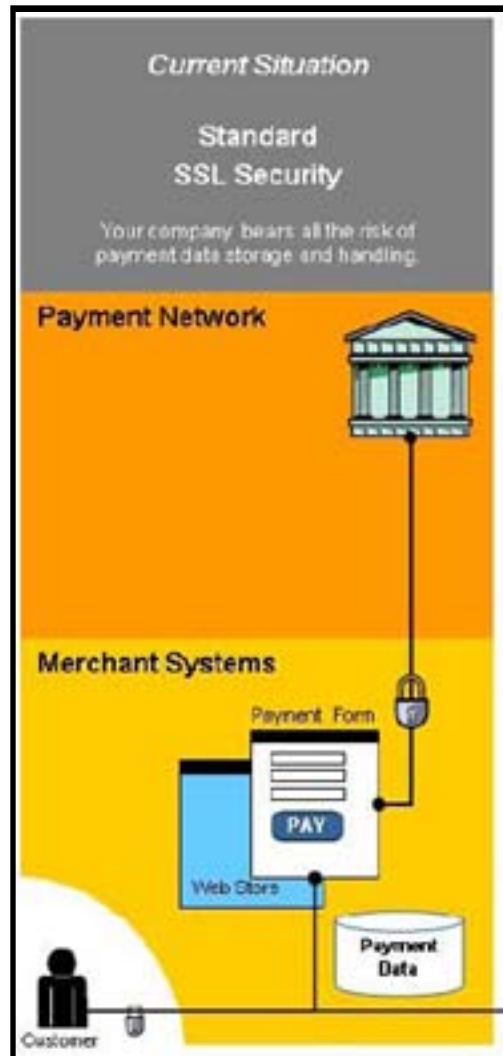 Current Situation
Standard
SSL Security
Your company bears all the risk of
payment data storage and handling.
Payment Network
Merchant Systems
Payment Form
PAY
Web Store
Payment
Data
Customer